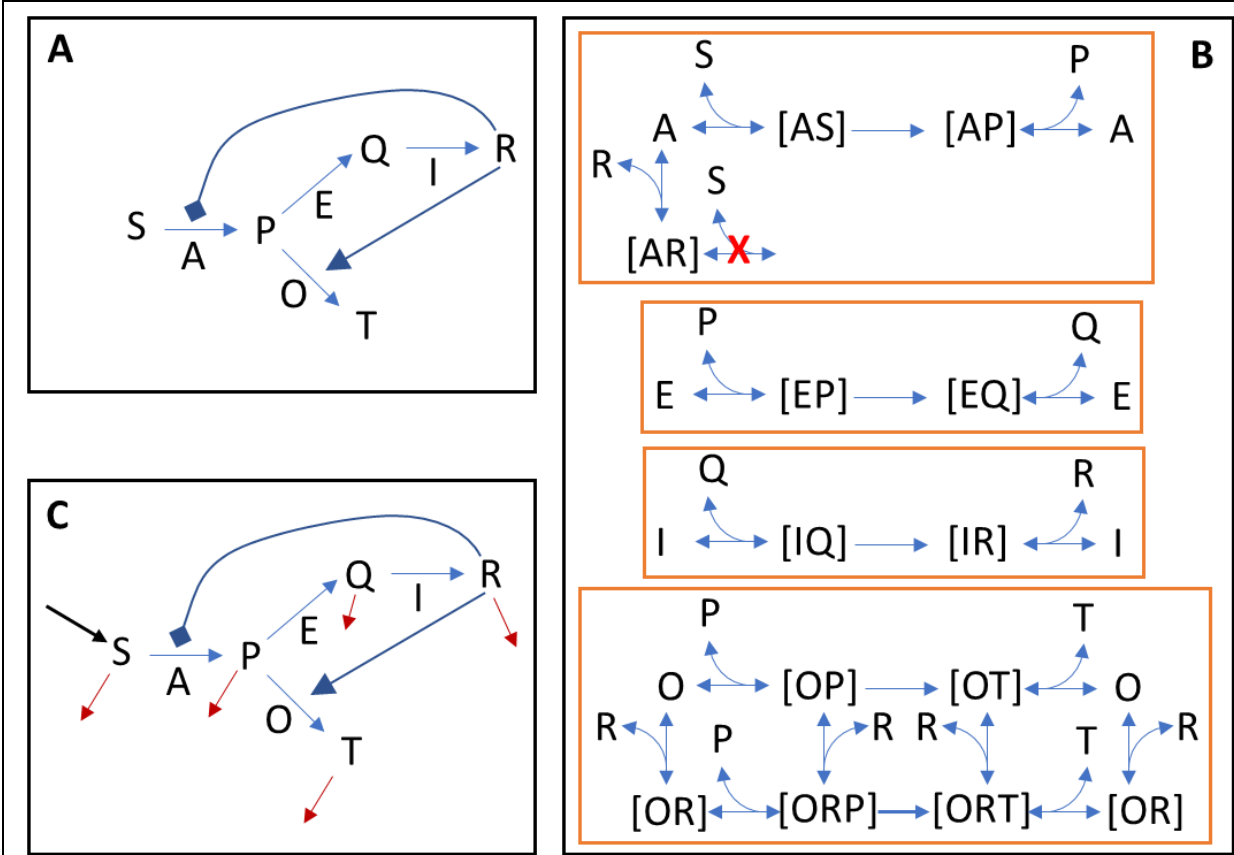 A
S
A
P
E
Q
I
R
O
T
B
S
P
A
[AS]
[AP]
A
R
S
[AR]
X
P
Q
E
[EP]
[EQ]
E
Q
R
I
[IQ]
[IR]
I
P
T
O
[OP]
[OT]
O
R
P
R
R
T
R
[OR]
[ORP]
[ORT]
[OR]
C
S
A
P
E
Q
I
R
O
T